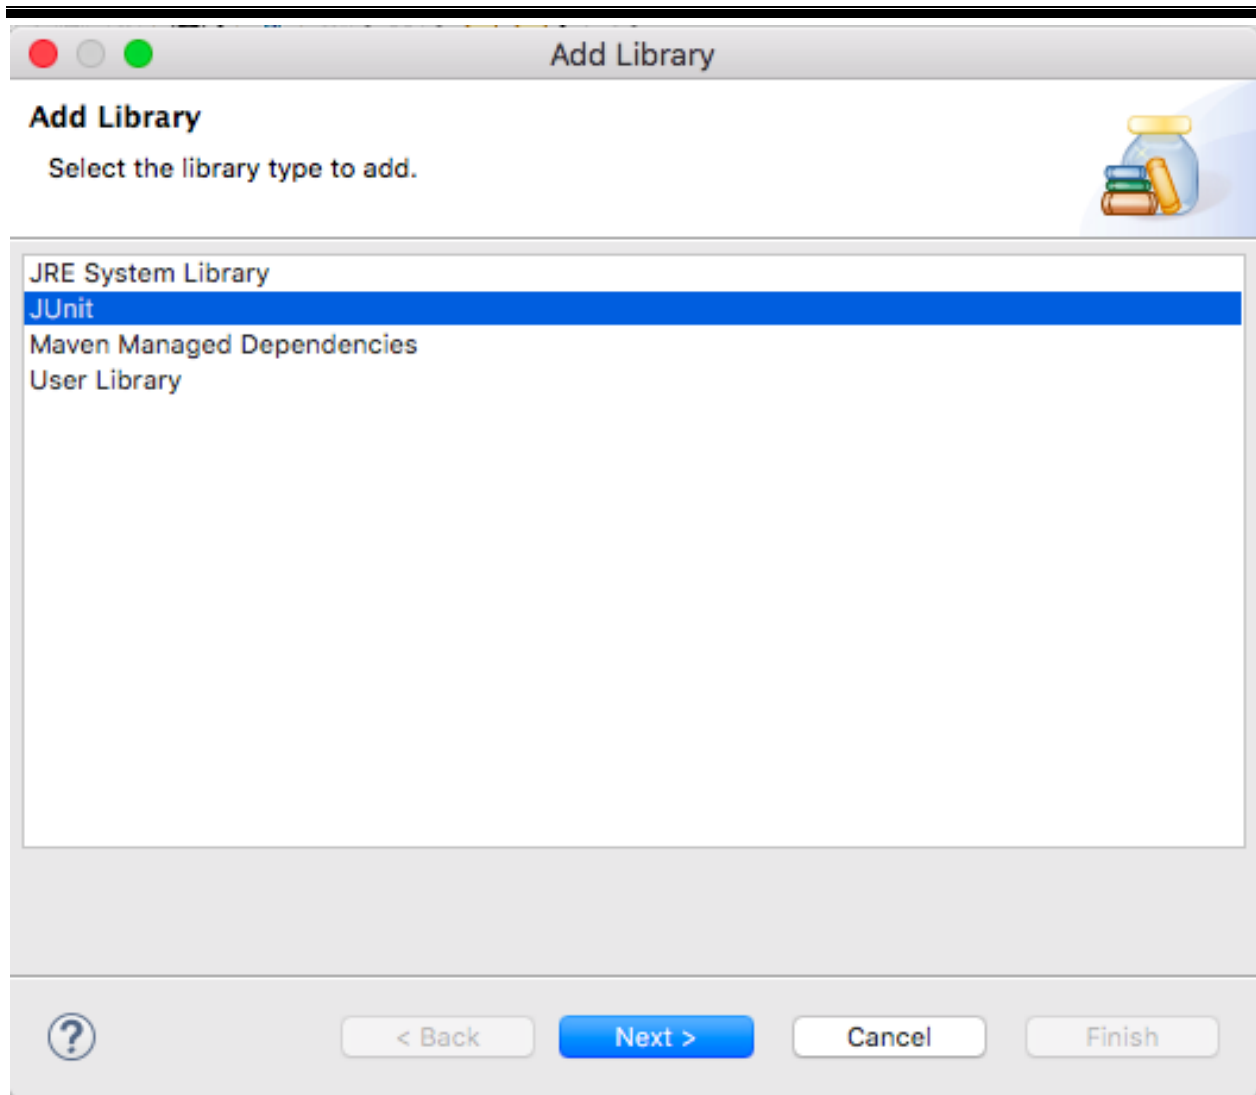 Add Library
Add Library
Select the library type to add.
JRE System Library
JUnit
Maven Managed Dependencies
User Library
?
< Back
Next >
Cancel
Finish